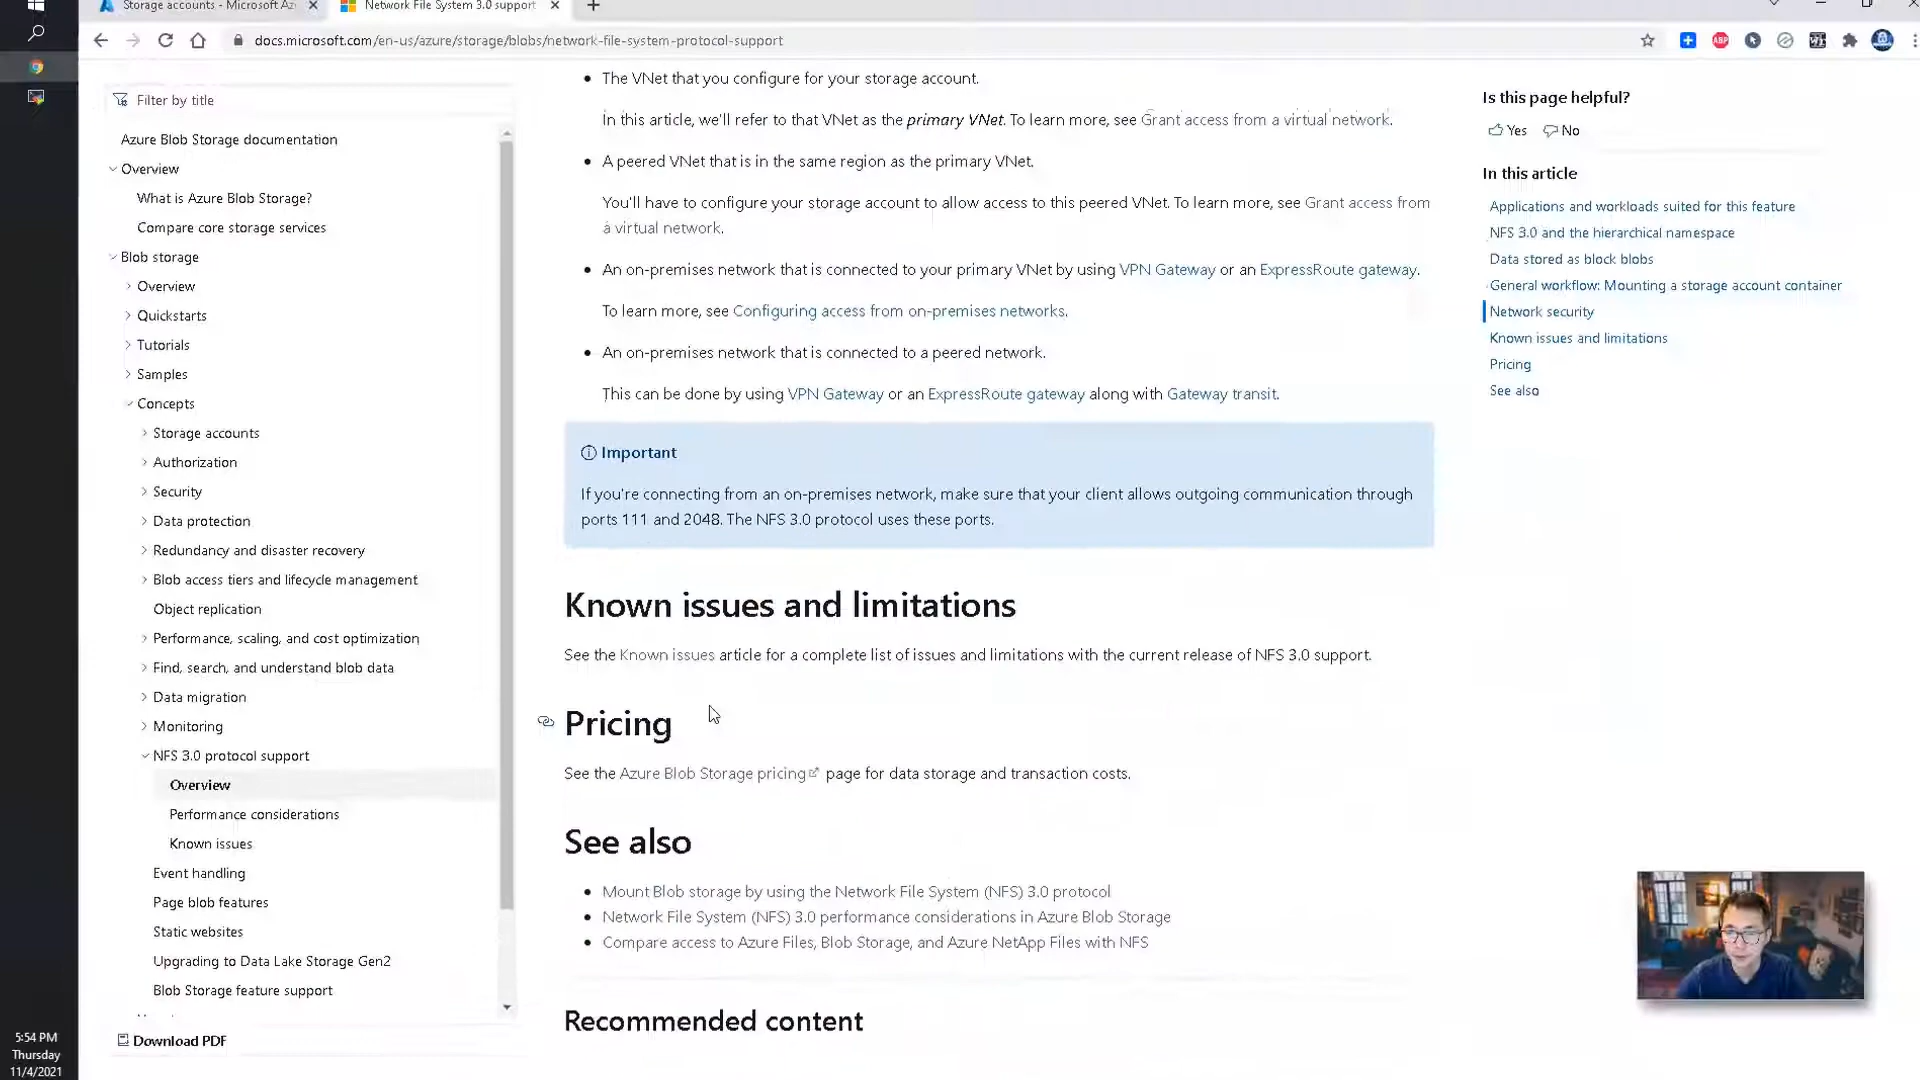 Storage accounts - Microsoft Az
Network File System 3.0 support
docs.microsoft.com/en-us/azure/storage/blobs/network-file-system-protocol-support
ABP
Filter by title
Azure Blob Storage documentation
Overview
What is Azure Blob Storage?
Compare core storage services
Blob storage
Overview
Quickstarts
Tutorials
Samples
Concepts
Storage accounts
Authorization
Security
Data protection
Redundancy and disaster recovery
Blob access tiers and lifecycle management
Object replication
Performance, scaling, and cost optimization
Find, search, and understand blob data
Data migration
Monitoring
NFS 3.0 protocol support
Overview
Performance considerations
Known issues
Event handling
Page blob features
Static websites
Upgrading to Data Lake Storage Gen2
Blob Storage feature support
Download PDF
The VNet that you configure for your storage account.
In this article, we'll refer to that VNet as the primary VNet. To learn more, see Grant access from a virtual network.
A peered VNet that is in the same region as the primary VNet.
You'll have to configure your storage account to allow access to this peered VNet. To learn more, see Grant access from
a virtual network.
An on-premises network that is connected to your primary VNet by using VPN Gateway or an ExpressRoute gateway.
To learn more, see Configuring access from on-premises networks.
An on-premises network that is connected to a peered network.
This can be done by using VPN Gateway or an ExpressRoute gateway along with Gateway transit.
Important
If you're connecting from an on-premises network, make sure that your client allows outgoing communication through
ports 111 and 2048. The NFS 3.0 protocol uses these ports.
Known issues and limitations
See the Known issues article for a complete list of issues and limitations with the current release of NFS 3.0 support.
Pricing
See the Azure Blob Storage pricing page for data storage and transaction costs.
See also
Mount Blob storage by using the Network File System (NFS) 3.0 protocol
Network File System (NFS) 3.0 performance considerations in Azure Blob Storage
Compare access to Azure Files, Blob Storage, and Azure NetApp Files with NFS
Recommended content
Is this page helpful?
Yes No
In this article
Applications and workloads suited for this feature
NFS 3.0 and the hierarchical namespace
Data stored as block blobs
General workflow: Mounting a storage account container
Network security
Known issues and limitations
Pricing
See also
5:54 PM
Thursday
11/4/2021